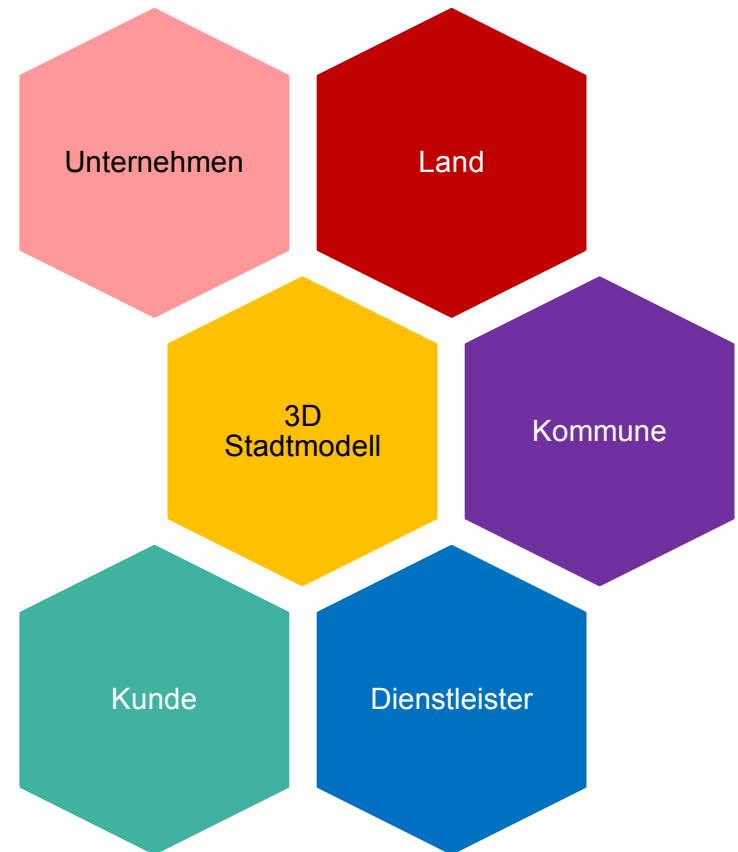 Unternehmen
Land
3D
Stadtmodell
Kommune
Kunde
Dienstleister